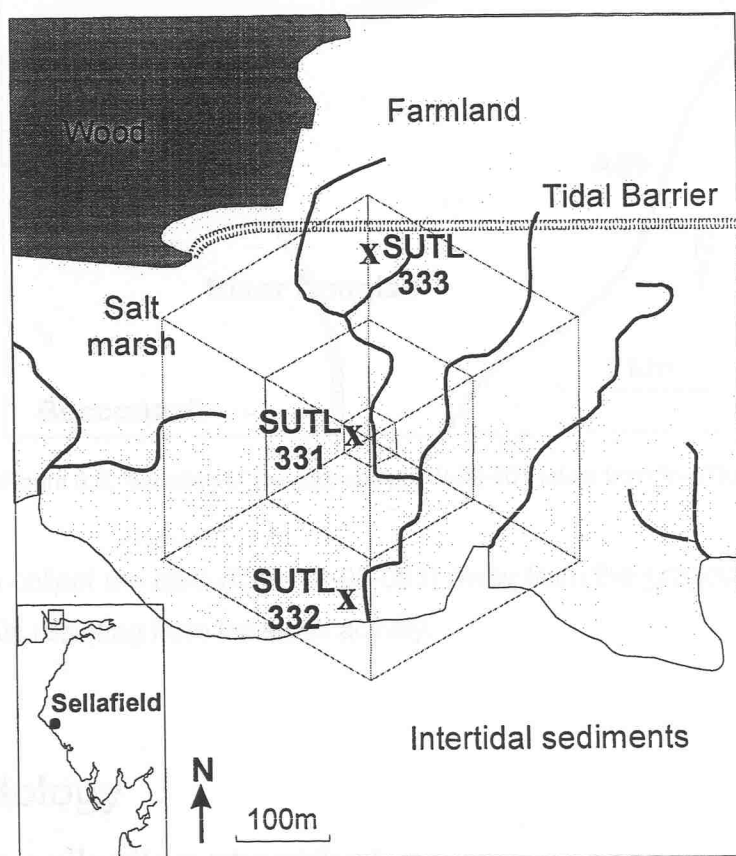 Wood
Farmland
Tidal Barrier
X SUTL
333
Salt
marsh
SUTL X
331
SUTL X
332
Sellafield
Intertidal sediments
N
100m